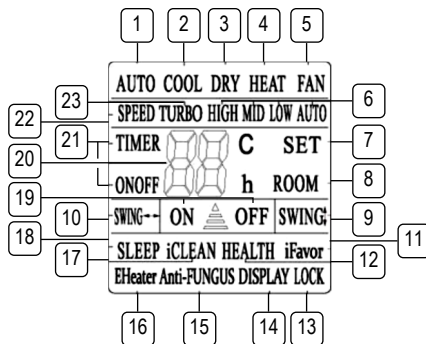 1 2 3 4 5
AUTO COOL DRY HEAT FAN
23 6
22 SPEED TURBO HIGH MID LOW AUTO
21 TIMER 88 C SET 7
20
ONOFF h ROOM 8
19
10 SWING ON OFF SWING 9
18 11
SLEEP iCLEAN HEALTH iFavor
17 12
EHeater Anti-FUNGUS DISPLAY LOCK
16 15 14 13